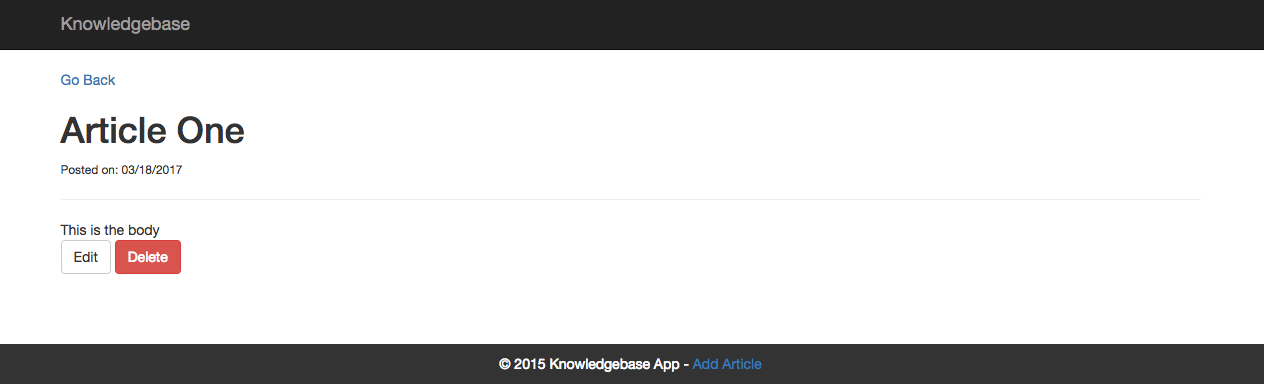 Knowledgebase
Go Back
Article One
Posted on: 03/18/2017
This is the body
Edit Delete
© 2015 Knowledgebase App - Add Article